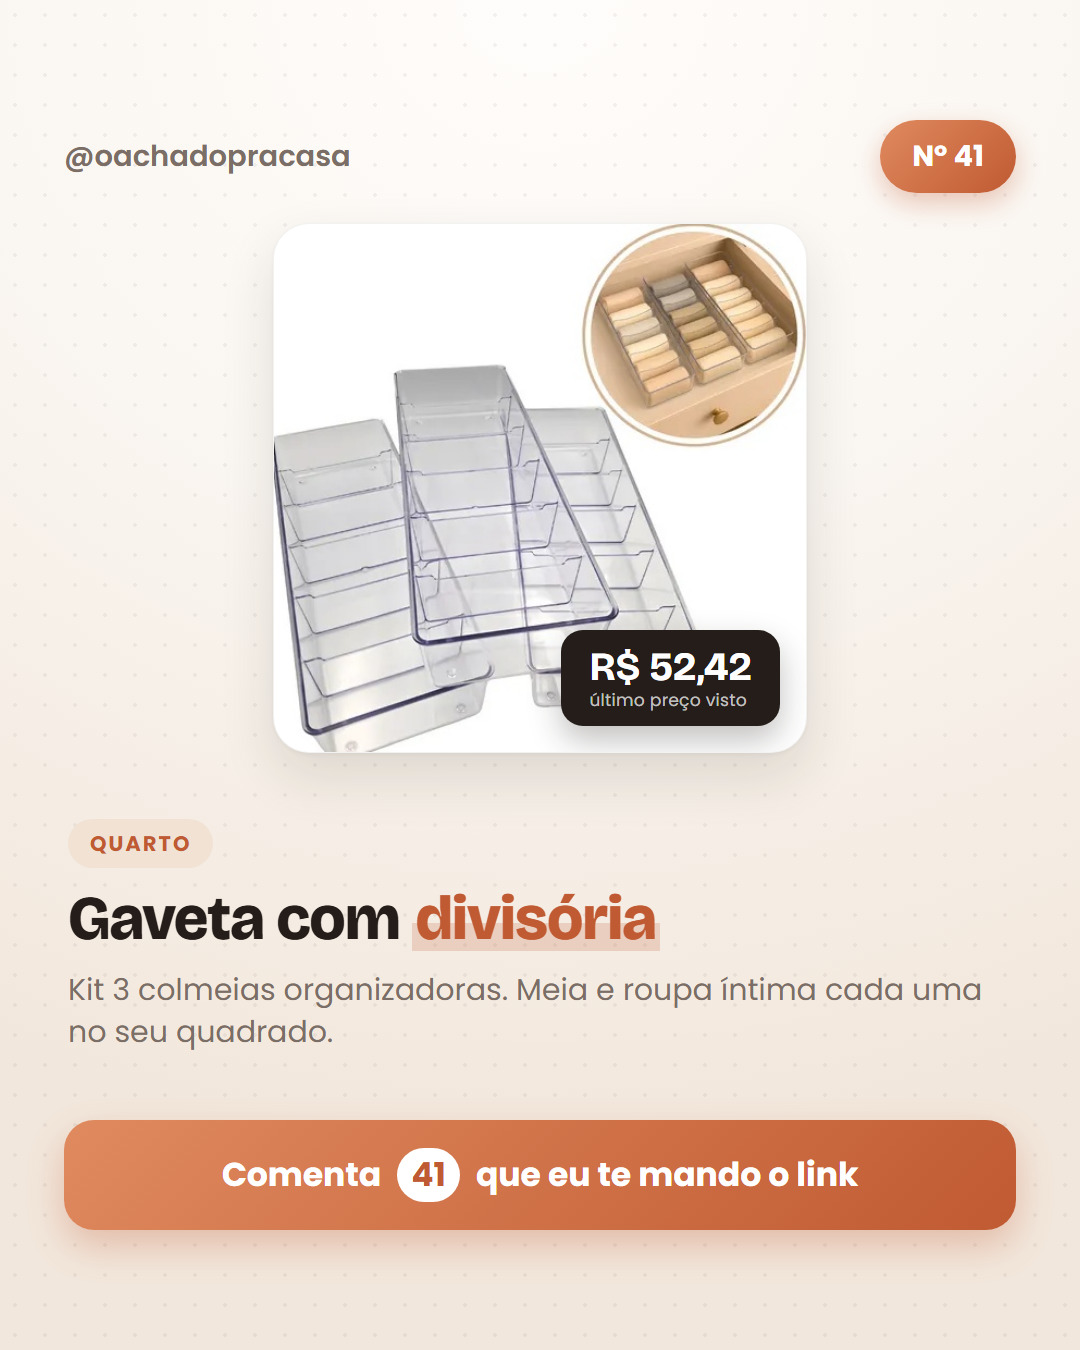 @oachadopracasa
Nº 41
R$ 52,42
último preço visto
QUARTO
Gaveta com divisória
Kit 3 colmeias organizadoras. Meia e roupa íntima cada uma
no seu quadrado.
Comenta 41 que eu te mando o link